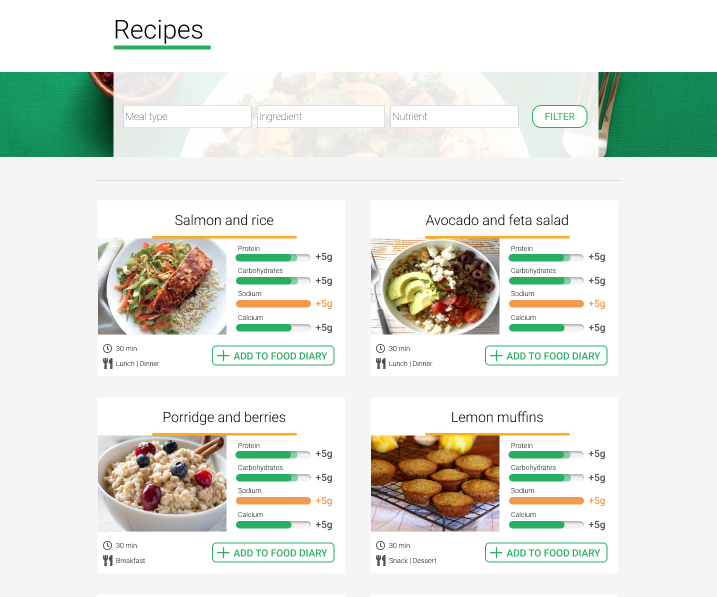 Recipes
Meal type
Ingredient
Nutrient
FILTER
Salmon and rice
Protein
+5g
Carbohydrates
+5g
Sodium
+5g
Calcium
+5g
30 min
Lunch | Dinner
ADD TO FOOD DIARY
Avocado and feta salad
Protein
+5g
Carbohydrates
+5g
Sodium
+5g
Calcium
+5g
30 min
Lunch | Dinner
ADD TO FOOD DIARY
Porridge and berries
Protein
+5g
Carbohydrates
+5g
Sodium
+5g
Calcium
+5g
30 min
Breakfast
ADD TO FOOD DIARY
Lemon muffins
Protein
+5g
Carbohydrates
+5g
Sodium
+5g
Calcium
+5g
30 min
Snack | Dessert
ADD TO FOOD DIARY